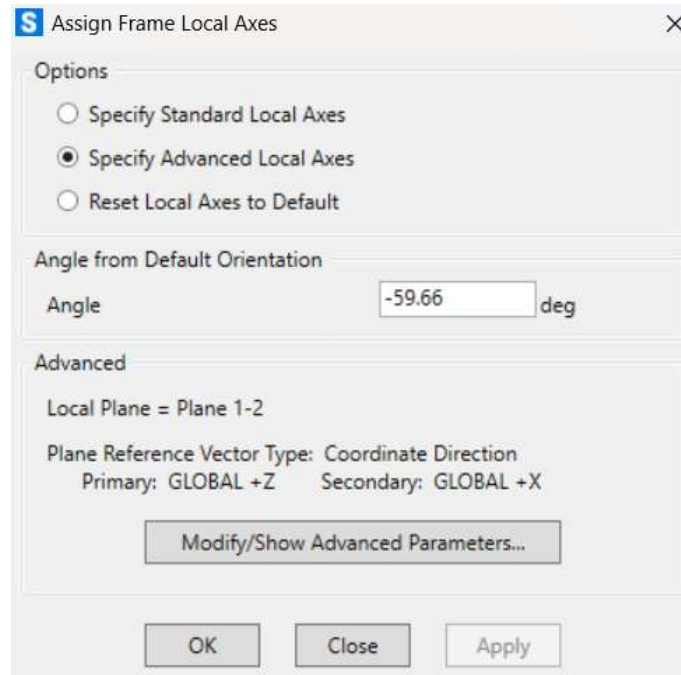 S Assign Frame Local Axes
Options
Specify Standard Local Axes
Specify Advanced Local Axes
Reset Local Axes to Default
Angle from Default Orientation
Angle -59.66 deg
Advanced
Local Plane = Plane 1-2
Plane Reference Vector Type: Coordinate Direction
Primary: GLOBAL +Z Secondary: GLOBAL +X
Modify/Show Advanced Parameters...
OK Close Apply